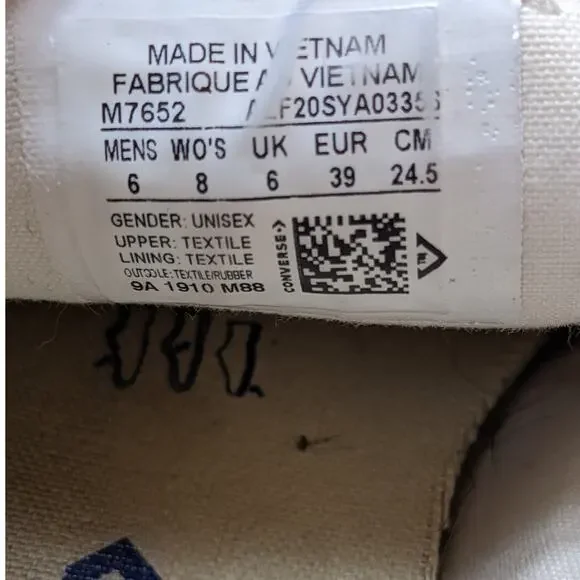 MADE IN VIETNAM
FABRIQUE AU VIETNAM
M7652
MENS WO'S UK EUR CM
6 8 6 39 24.5
GENDER: UNISEX
UPPER: TEXTILE
LINING: TEXTILE
OUTSOLE: TEXTILE/RUBBER
9A 1910 M88
CONVERSE